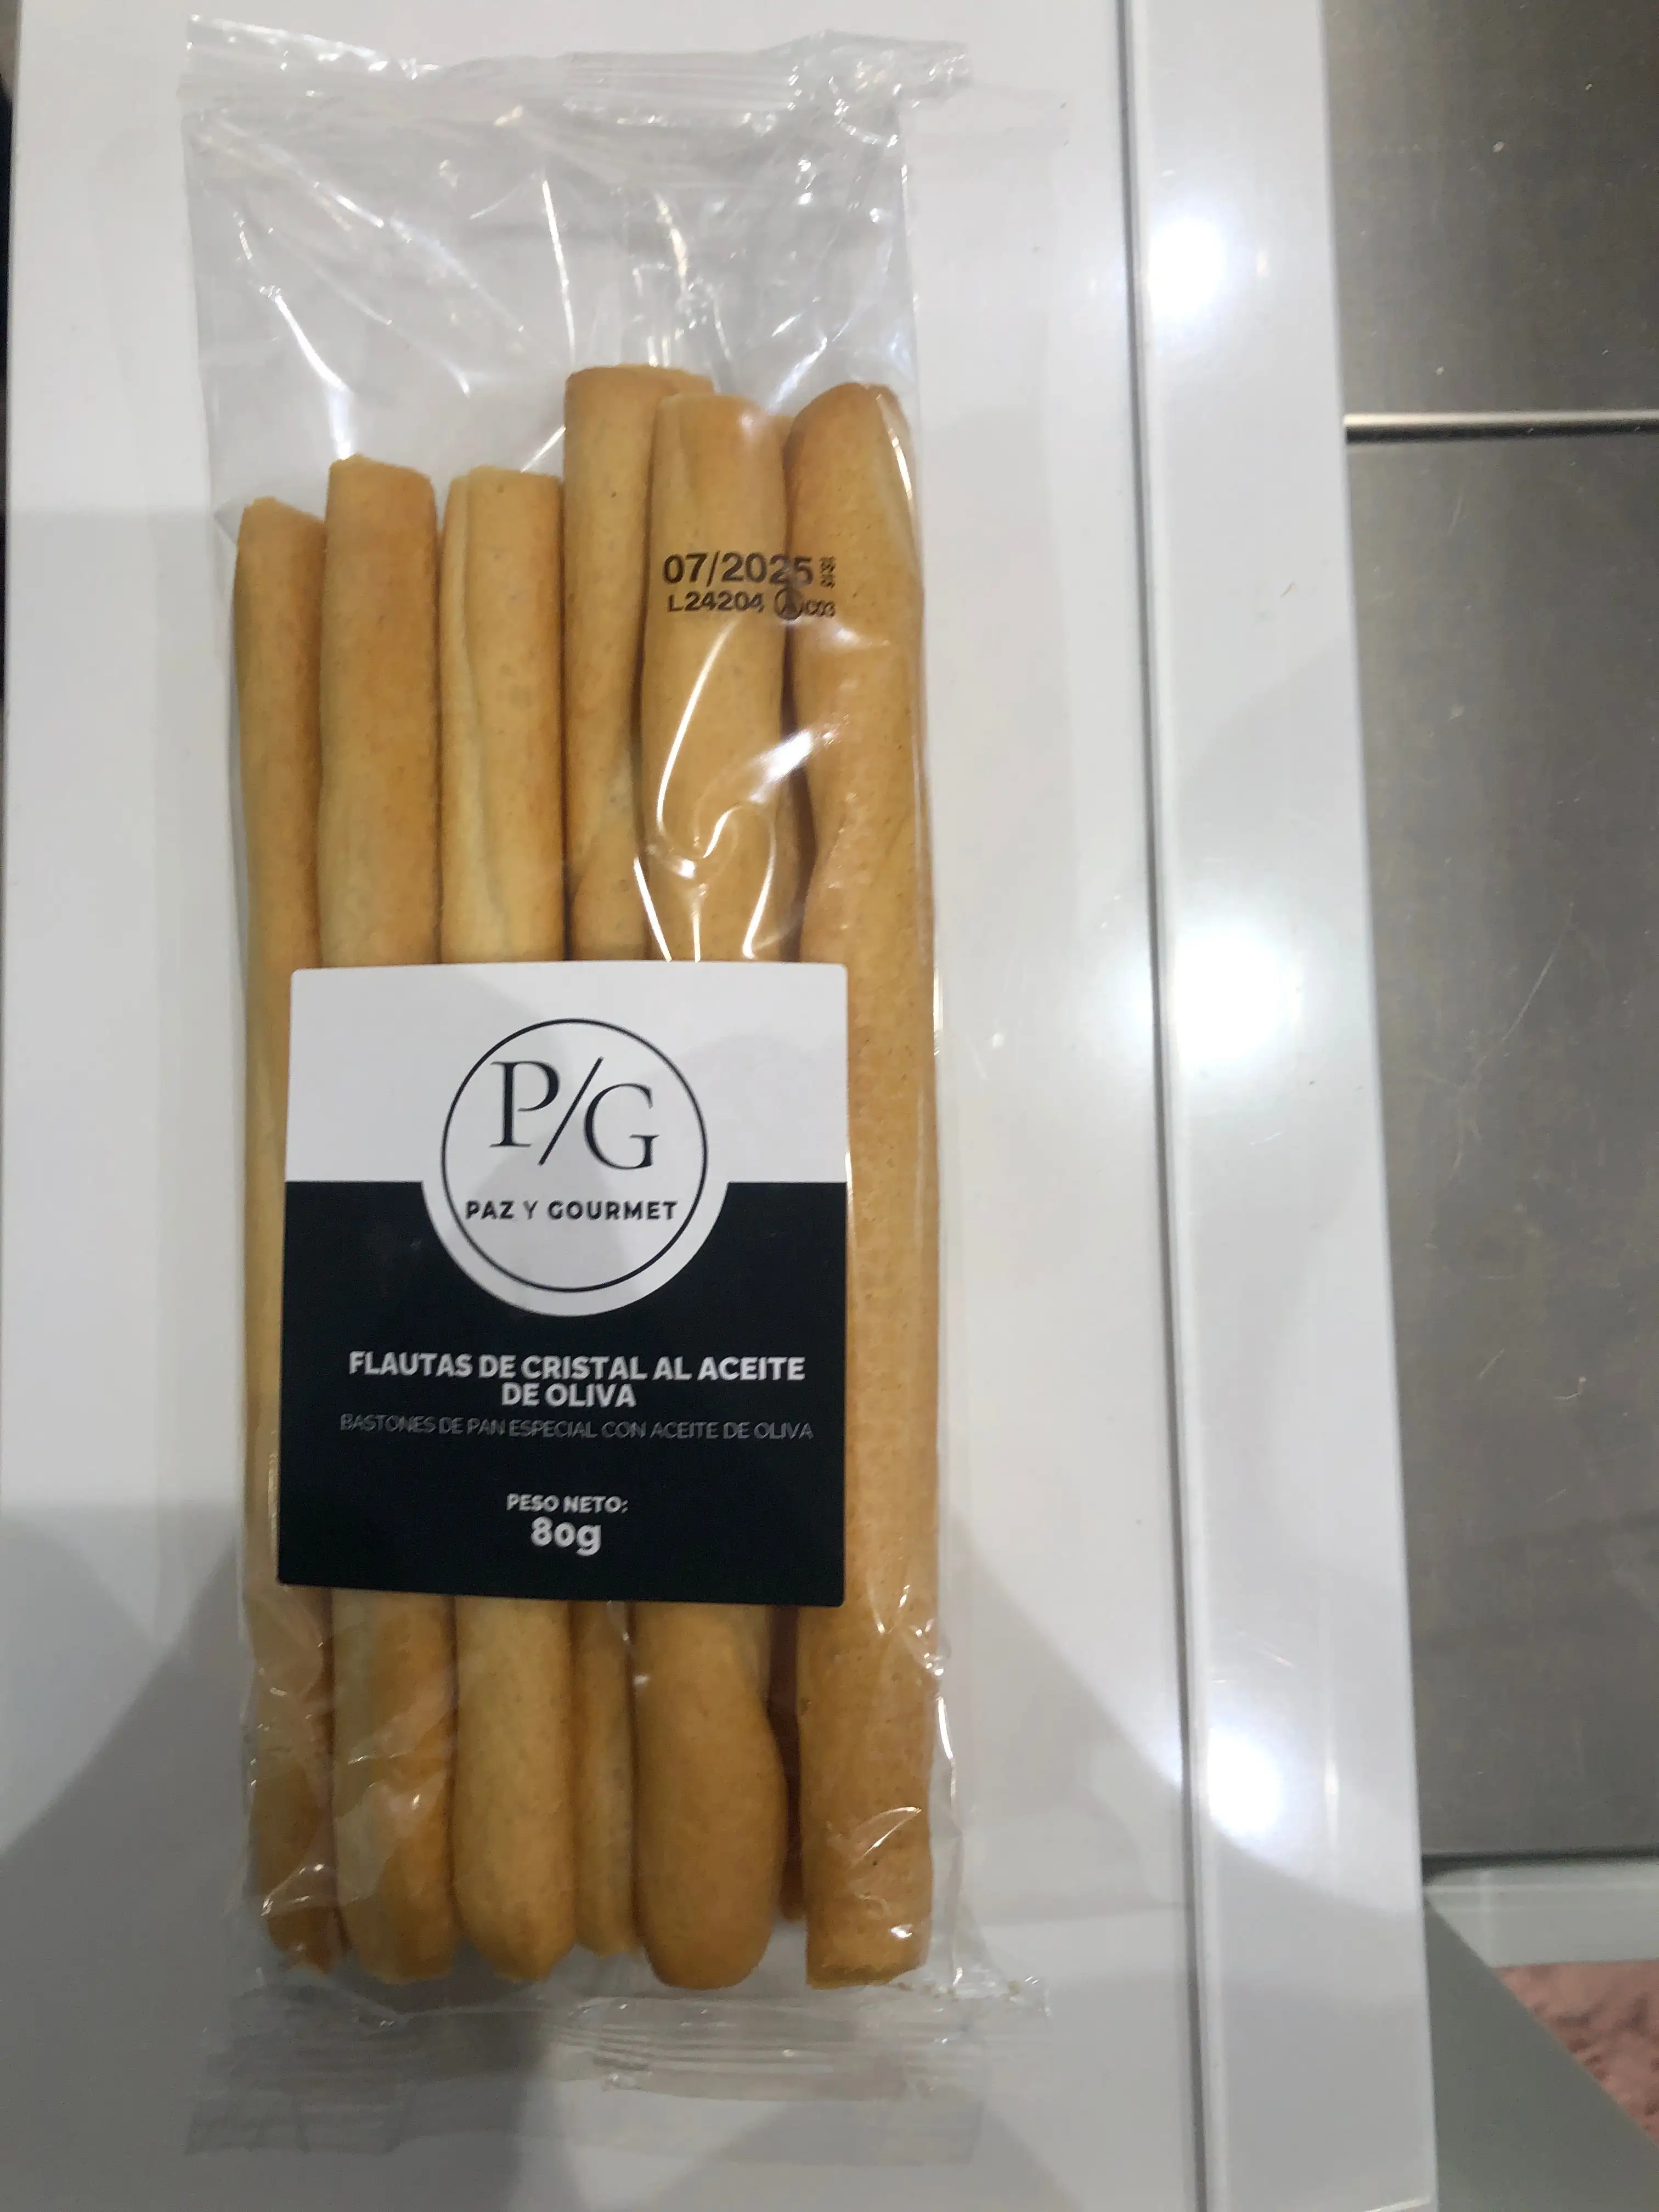 07/2025
L24204 Ⓐ C03
P/G
PAZ Y GOURMET
FLAUTAS DE CRISTAL AL ACEITE
DE OLIVA
BASTONES DE PAN ESPECIAL CON ACEITE DE OLIVA
PESO NETO:
80g